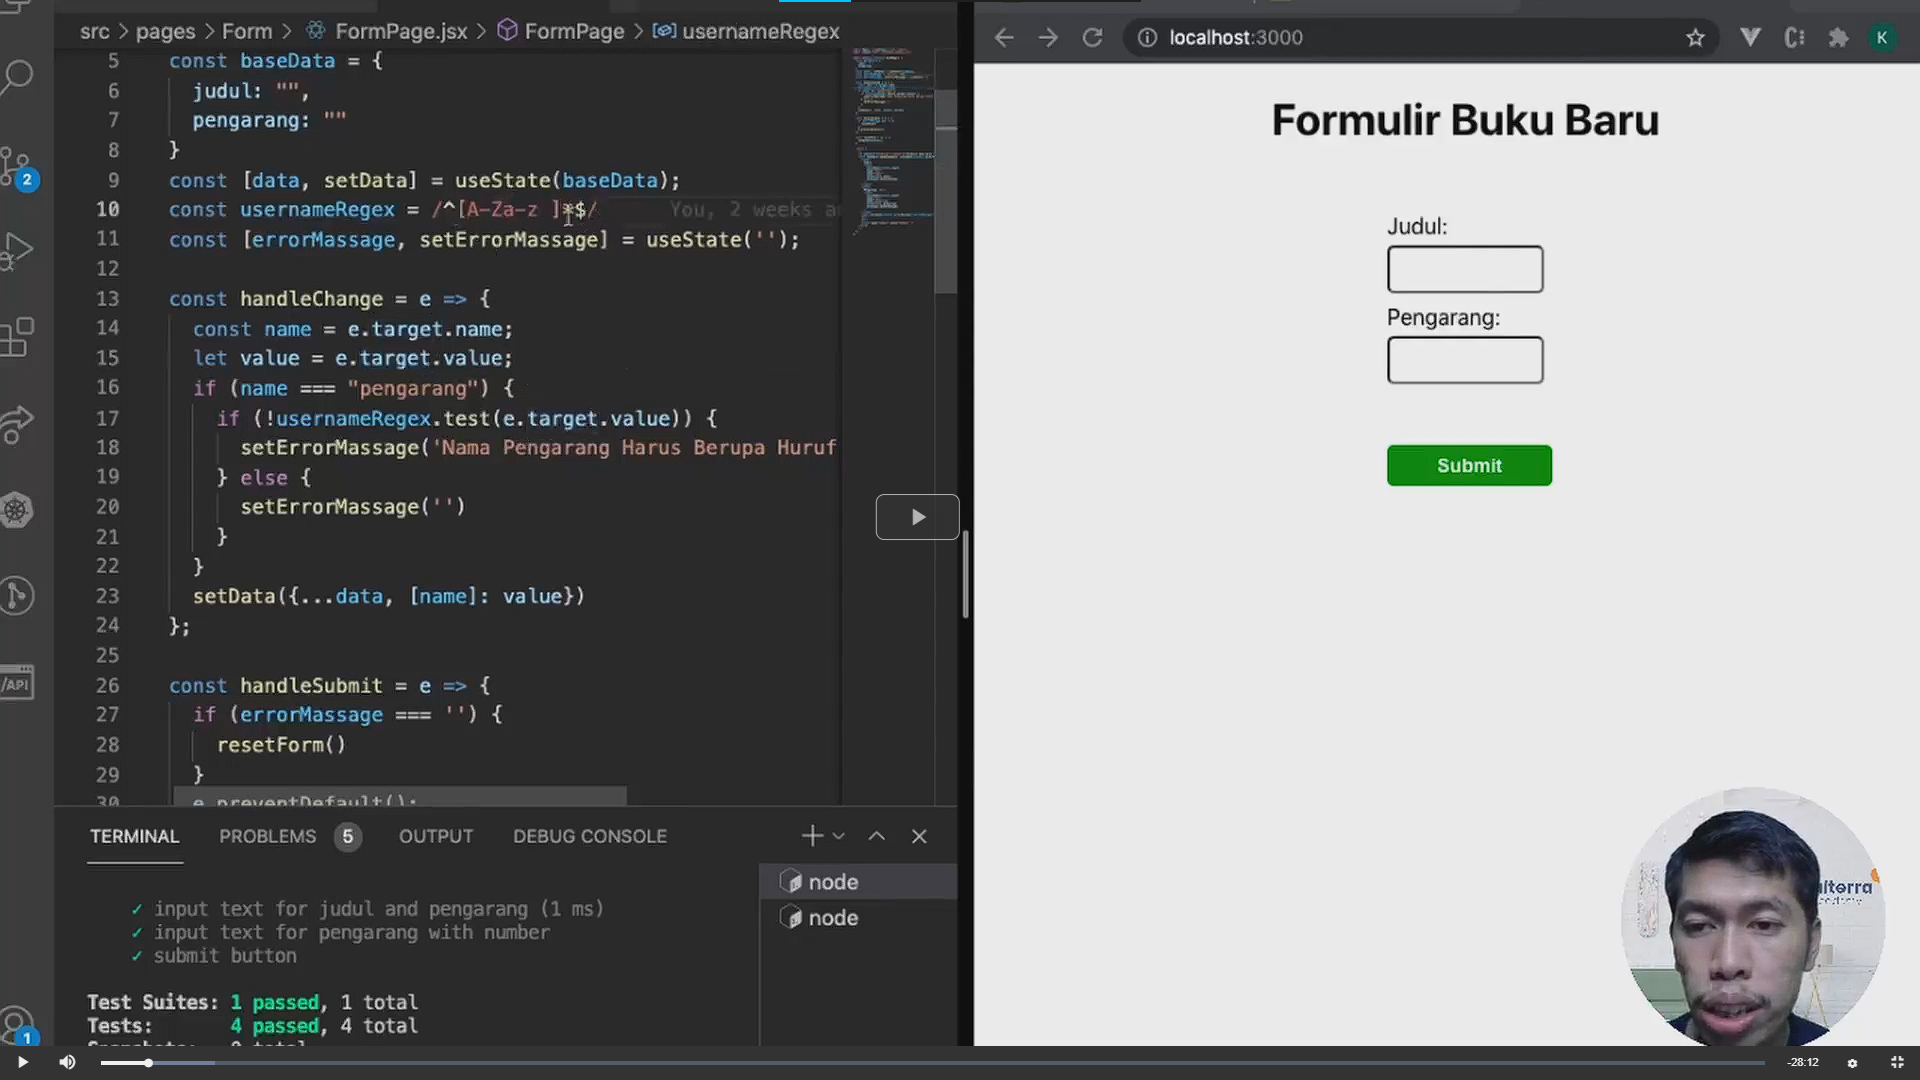 src > pages > Form > FormPage.jsx > FormPage > usernameRegex
5 const baseData = {
6 judul: "",
7 pengarang: ""
8 }
9 const [data, setData] = useState(baseData);
10 const usernameRegex = /^[A-Za-z ]*$/ You, 2 weeks
11 const [errorMassage, setErrorMassage] = useState('');
12
13 const handleChange = e => {
14 const name = e.target.name;
15 let value = e.target.value;
16 if (name === "pengarang") {
17 if (!usernameRegex.test(e.target.value)) {
18 setErrorMassage('Nama Pengarang Harus Berupa Huruf
19 } else {
20 setErrorMassage('')
21 }
22 }
23 setData({...data, [name]: value})
24 };
25
26 const handleSubmit = e => {
27 if (errorMassage === '') {
28 resetForm()
29 }
30 e.preventDefault();
2
/API
1
TERMINAL PROBLEMS 5 OUTPUT DEBUG CONSOLE
node
node
✓ input text for judul and pengarang (1 ms)
✓ input text for pengarang with number
✓ submit button
Test Suites: 1 passed, 1 total
Tests: 4 passed, 4 total
localhost:3000
K
Formulir Buku Baru
Judul:
Pengarang:
Submit
alterra
academy
-28:12